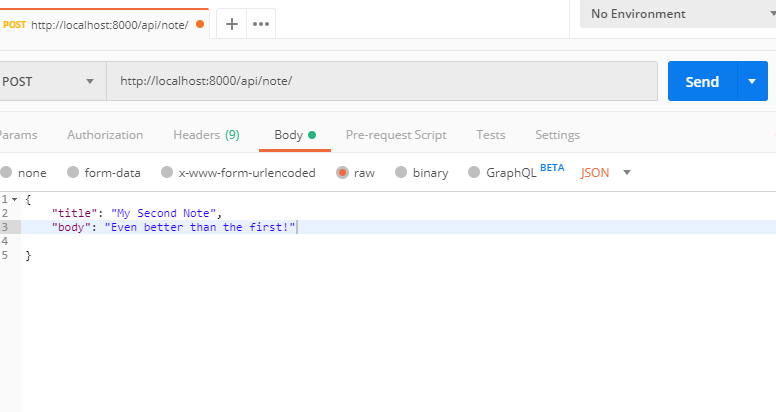 POST http://localhost:8000/api/note/
No Environment
POST http://localhost:8000/api/note/ Send
Params Authorization Headers (9) Body Pre-request Script Tests Settings
none form-data x-www-form-urlencoded raw binary GraphQL BETA JSON
1 {
2 "title": "My Second Note",
3 "body": "Even better than the first!"
4
5 }